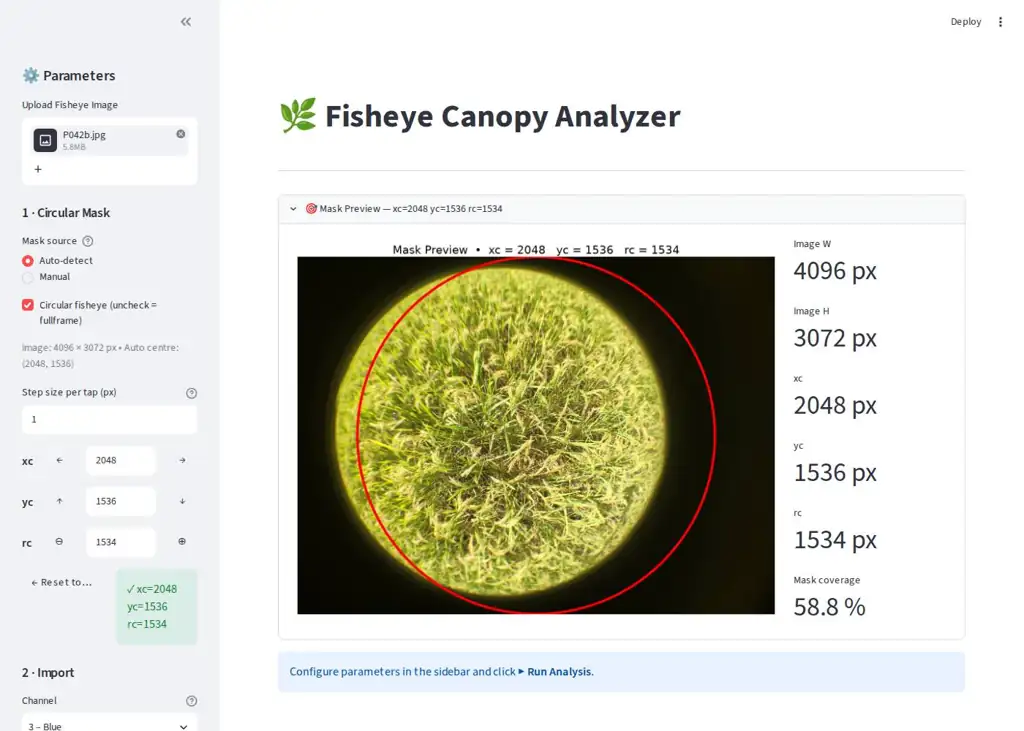 Deploy
⚙️ Parameters
Upload Fisheye Image
P042b.jpg
5.8MB
+
1 · Circular Mask
Mask source
Auto-detect
Manual
Circular fisheye (uncheck =
fullframe)
Image: 4096 × 3072 px • Auto centre:
(2048, 1536)
Step size per tap (px)
1
xc ← 2048 →
yc ↑ 1536 ↓
rc ⊖ 1534 ⊕
← Reset to...
✓ xc=2048
yc=1536
rc=1534
2 · Import
Channel
3 – Blue
🌿 Fisheye Canopy Analyzer
🎯 Mask Preview — xc=2048 yc=1536 rc=1534
Mask Preview • xc = 2048 yc = 1536 rc = 1534
Image W
4096 px
Image H
3072 px
xc
2048 px
yc
1536 px
rc
1534 px
Mask coverage
58.8 %
Configure parameters in the sidebar and click ▶ Run Analysis.